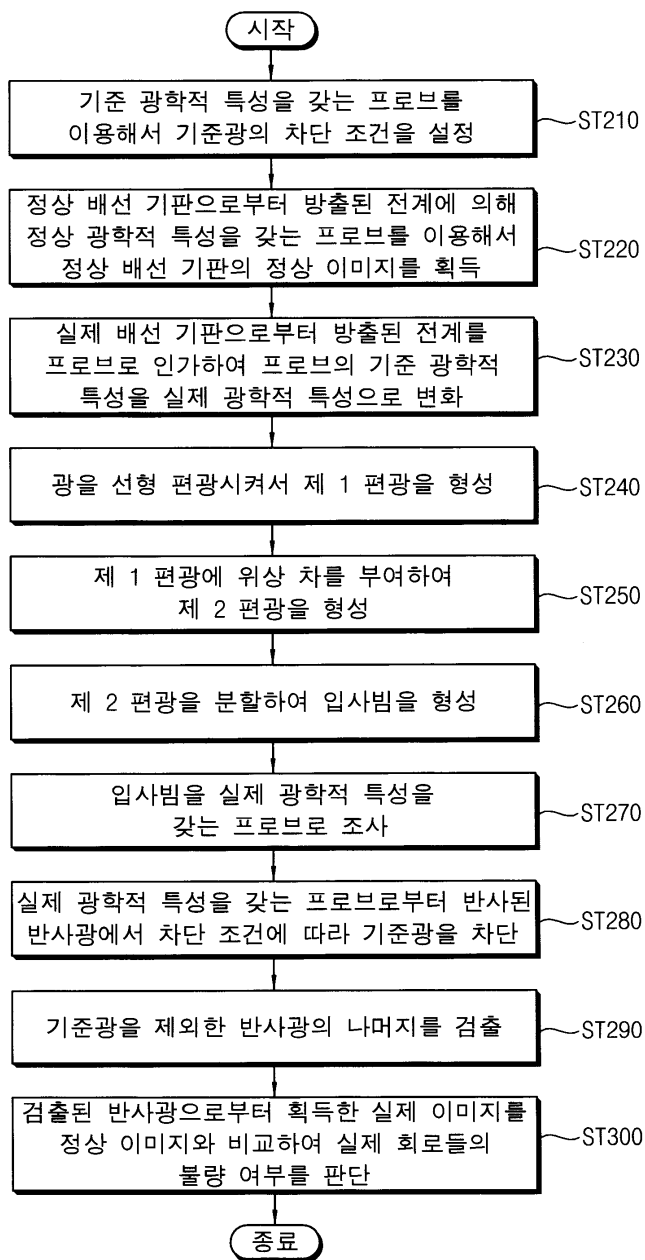 시작
기준 광학적 특성을 갖는 프로브를
이용해서 기준광의 차단 조건을 설정
ST210
정상 배선 기판으로부터 방출된 전계에 의해
정상 광학적 특성을 갖는 프로브를 이용해서
정상 배선 기판의 정상 이미지를 획득
ST220
실제 배선 기판으로부터 방출된 전계를
프로브로 인가하여 프로브의 기준 광학적
특성을 실제 광학적 특성으로 변화
ST230
광을 선형 편광시켜서 제 1 편광을 형성
ST240
제 1 편광에 위상 차를 부여하여
제 2 편광을 형성
ST250
제 2 편광을 분할하여 입사빔을 형성
ST260
입사빔을 실제 광학적 특성을
갖는 프로브로 조사
ST270
실제 광학적 특성을 갖는 프로브로부터 반사된
반사광에서 차단 조건에 따라 기준광을 차단
ST280
기준광을 제외한 반사광의 나머지를 검출
ST290
검출된 반사광으로부터 획득한 실제 이미지를
정상 이미지와 비교하여 실제 회로들의
불량 여부를 판단
ST300
종료